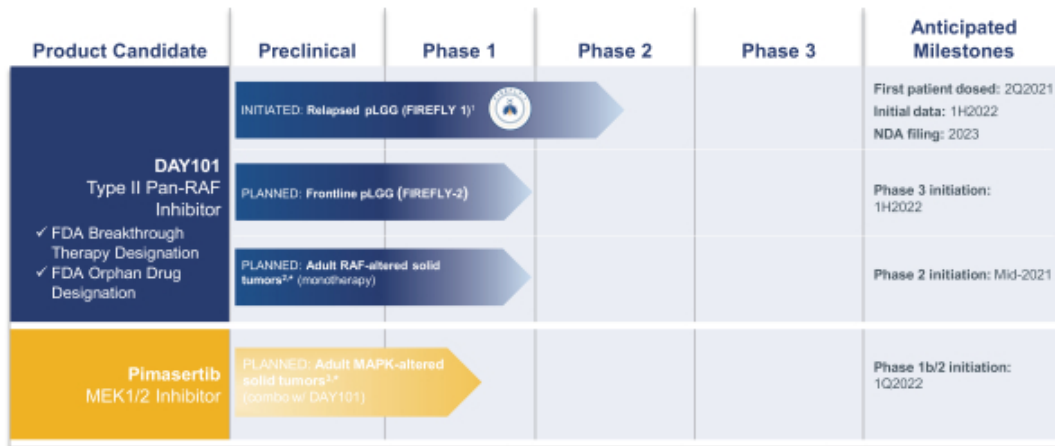 Product Candidate
Preclinical
Phase 1
Phase 2
Phase 3
Anticipated
Milestones
DAY101
Type II Pan-RAF
Inhibitor
✓ FDA Breakthrough
Therapy Designation
✓ FDA Orphan Drug
Designation
INITIATED: Relapsed pLGG (FIREFLY 1)¹
First patient dosed: 2Q2021
Initial data: 1H2022
NDA filing: 2023
PLANNED: Frontline pLGG (FIREFLY-2)
Phase 3 initiation:
1H2022
PLANNED: Adult RAF-altered solid
tumors²,* (monotherapy)
Phase 2 initiation: Mid-2021
Pimasertib
MEK1/2 Inhibitor
PLANNED: Adult MAPK-altered
solid tumors³,*
(combo w/ DAY101)
Phase 1b/2 initiation:
1Q2022